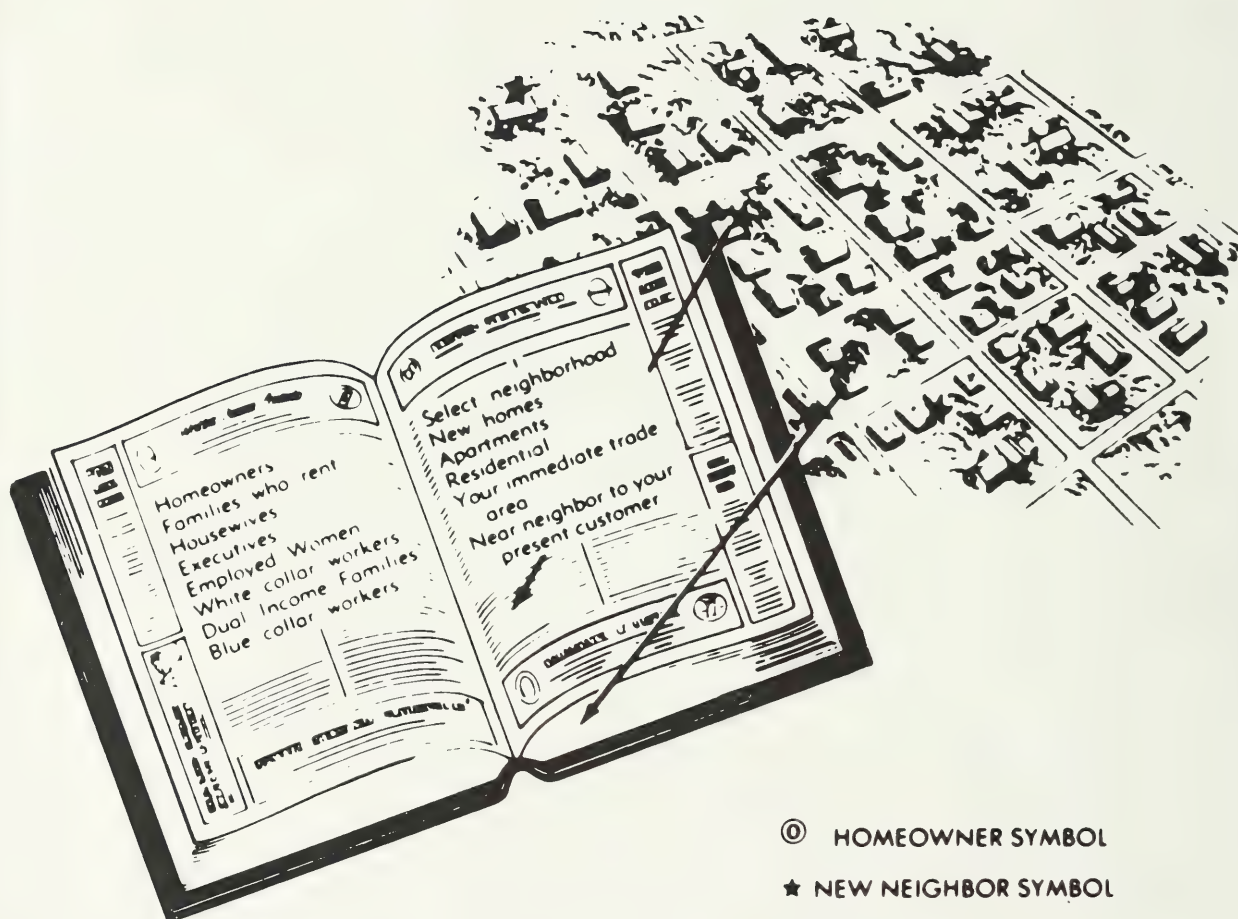 Homeowners
Families who rent
Housewives
Executives
Employed Women
White collar workers
Dual Income Families
Blue collar workers
Select neighborhood
New homes
Apartments
Residential
Your immediate trade
area
Near neighbor to your
present customer
⓪ HOMEOWNER SYMBOL
★ NEW NEIGHBOR SYMBOL